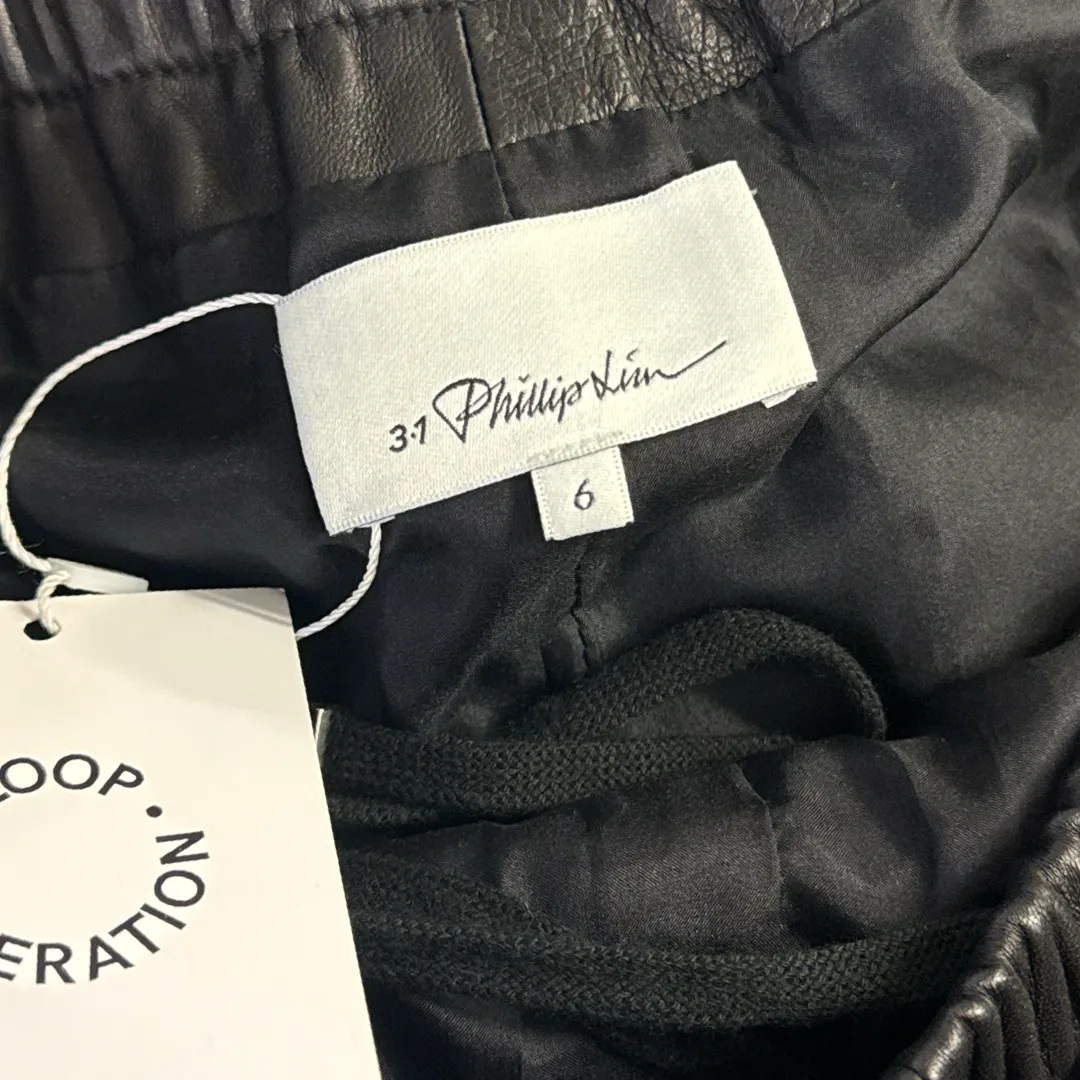 3.1 Phillip Lim
6
LOOP •
ERATION